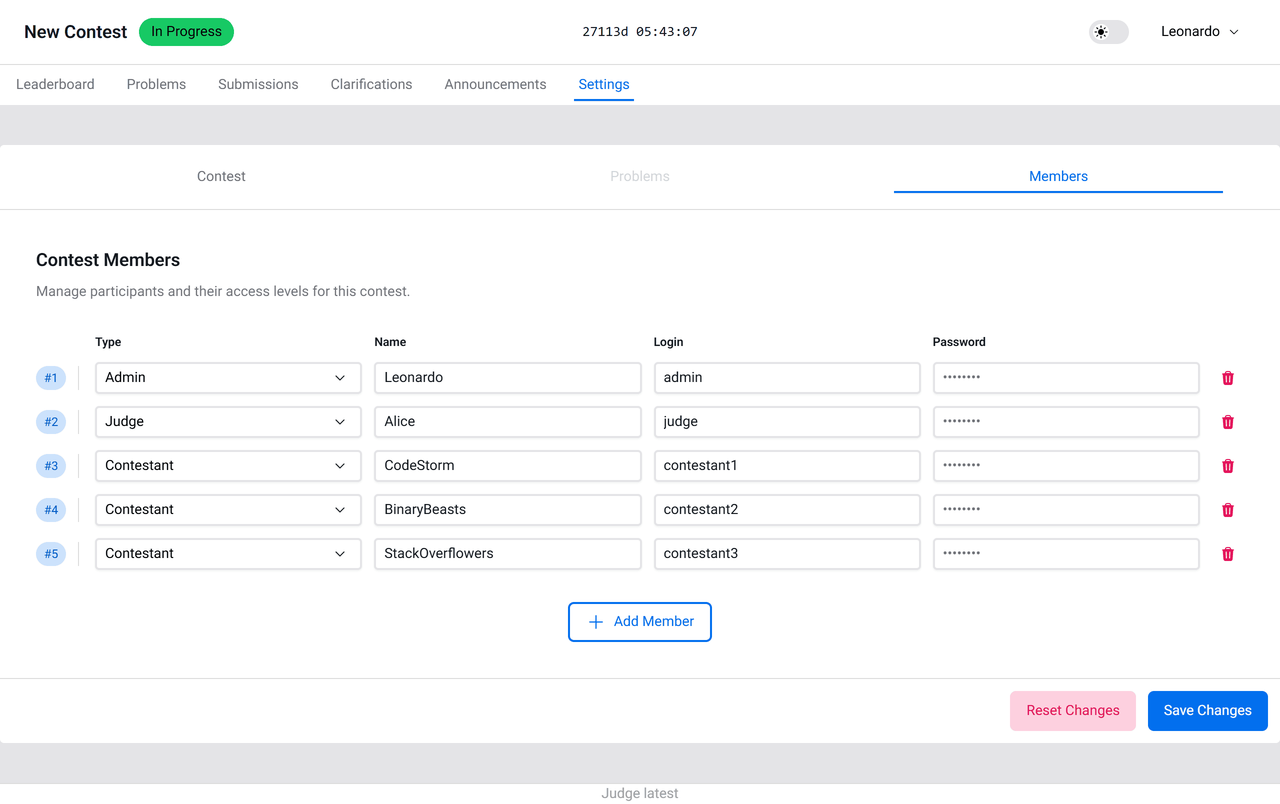 New Contest In Progress 27113d 05:43:07 Leonardo
Leaderboard Problems Submissions Clarifications Announcements Settings
Contest Problems Members
Contest Members
Manage participants and their access levels for this contest.
Type Name Login Password
#1 Admin Leonardo admin ••••••••
#2 Judge Alice judge ••••••••
#3 Contestant CodeStorm contestant1 ••••••••
#4 Contestant BinaryBeasts contestant2 ••••••••
#5 Contestant StackOverflowers contestant3 ••••••••
Add Member
Reset Changes Save Changes
Judge latest